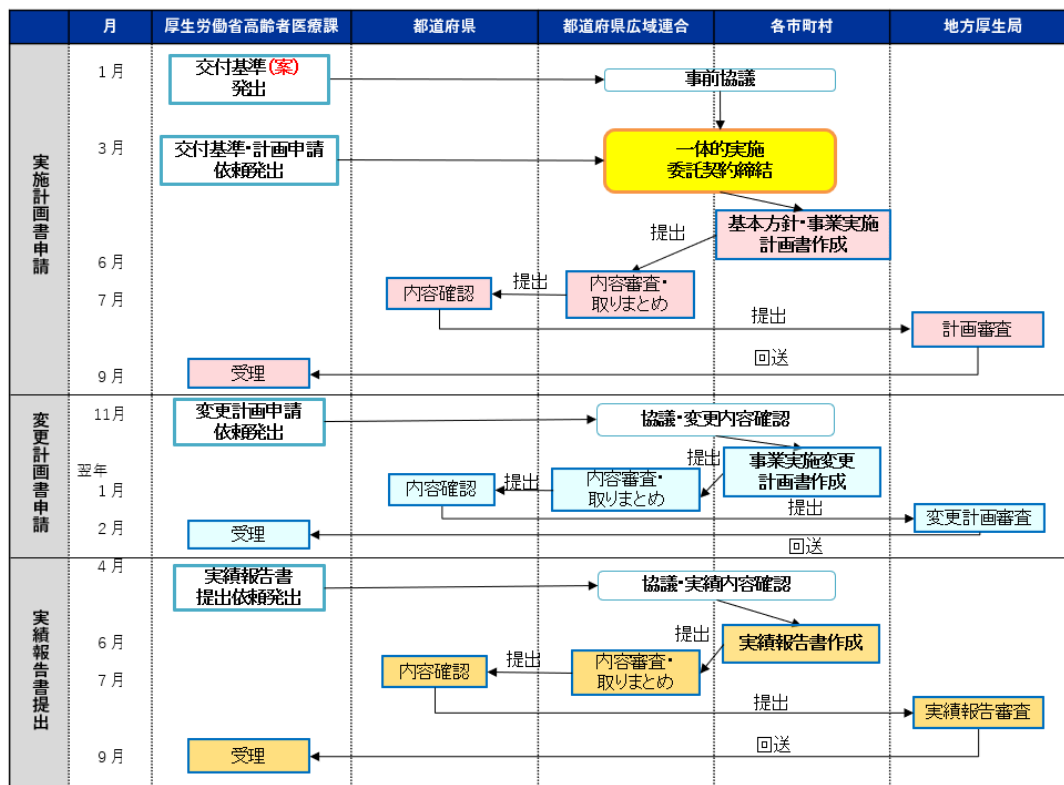 月
厚生労働省高齢者医療課
都道府県
都道府県広域連合
各市町村
地方厚生局
実施計画書申請
1月
交付基準(案)
発出
事前協議
3月
交付基準・計画申請
依頼発出
一体的実施
委託契約締結
基本方針・事業実施
計画書作成
提出
6月
内容審査・
取りまとめ
提出
7月
内容確認
提出
計画審査
回送
9月
受理
変更計画書申請
11月
変更計画申請
依頼発出
協議・変更内容確認
事業実施変更
計画書作成
提出
翌年
1月
内容審査・
取りまとめ
提出
内容確認
提出
変更計画審査
2月
受理
回送
実績報告書提出
4月
実績報告書
提出依頼発出
協議・実績内容確認
6月
実績報告書作成
提出
内容審査・
取りまとめ
提出
7月
内容確認
提出
実績報告審査
回送
9月
受理